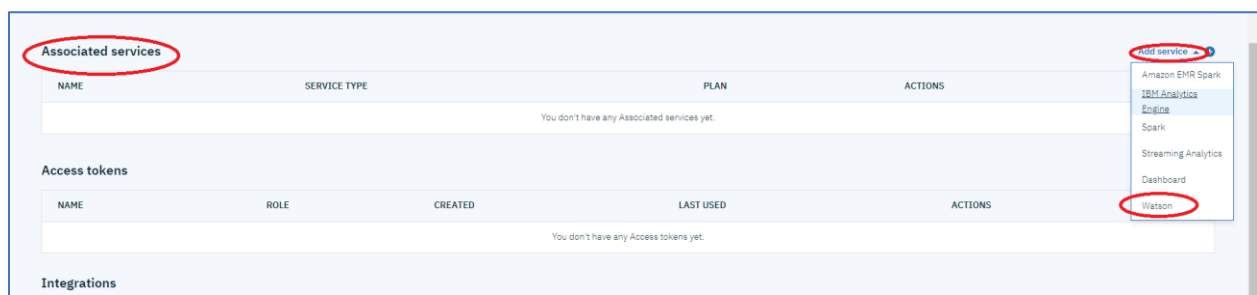 Associated services
Add service
NAME SERVICE TYPE PLAN ACTIONS
You don't have any Associated services yet.
Amazon EMR Spark
IBM Analytics
Engine
Spark
Streaming Analytics
Dashboard
Watson
Access tokens
NAME ROLE CREATED LAST USED ACTIONS
You don't have any Access tokens yet.
Integrations